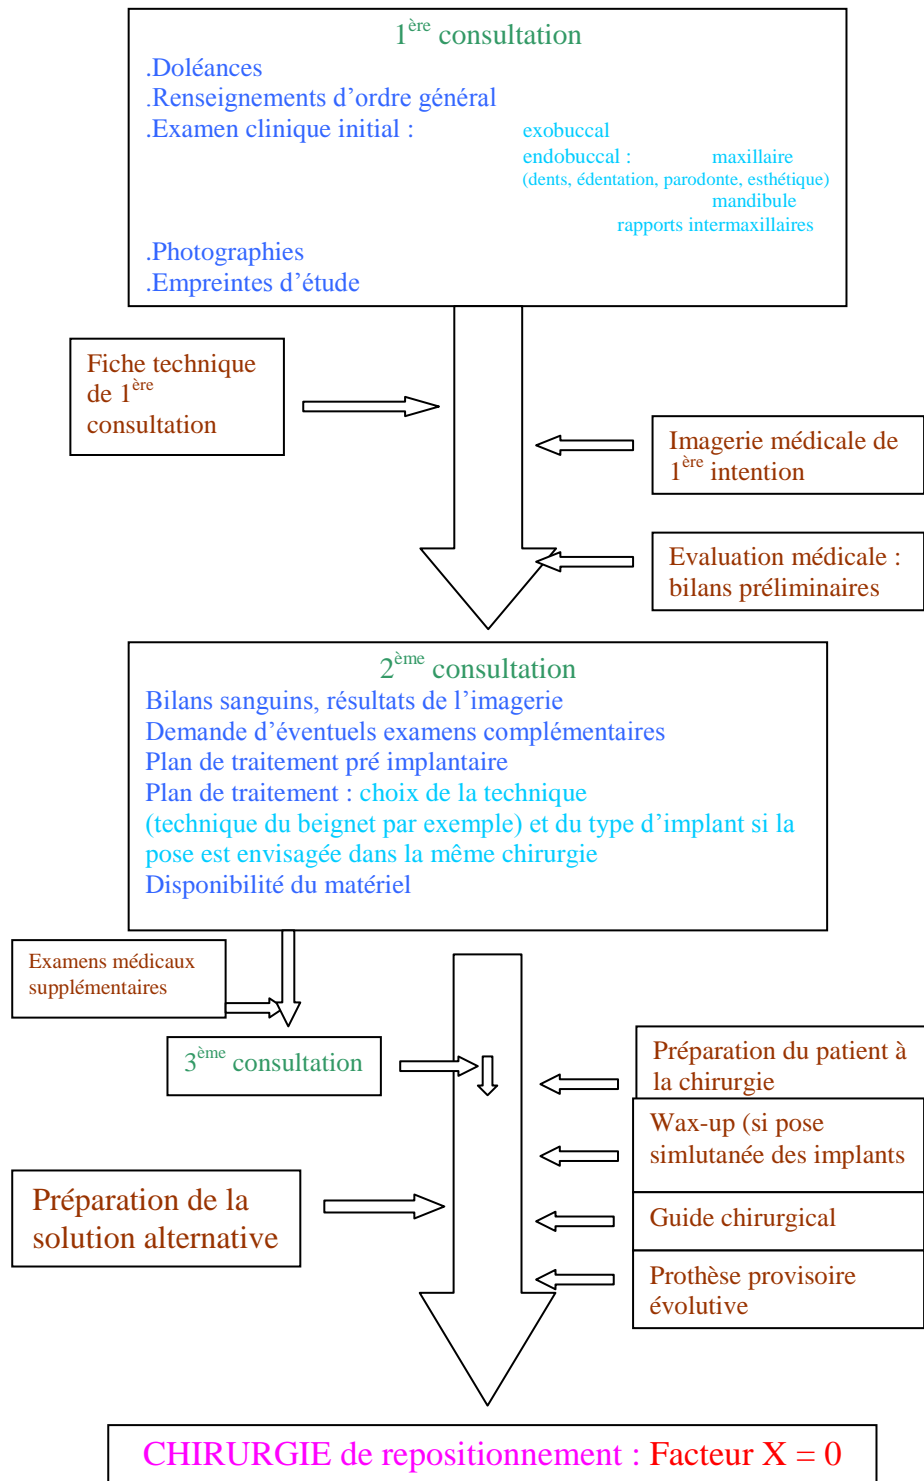 1ère consultation
.Doléances
.Renseignements d’ordre général
.Examen clinique initial : exobuccal
endobuccal : maxillaire
(dents, édentation, parodonte, esthétique)
mandibule
rapports intermaxillaires
.Photographies
.Empreintes d’étude
Fiche technique
de 1ère
consultation
Imagerie médicale de
1ère intention
Evaluation médicale :
bilans préliminaires
2ème consultation
Bilans sanguins, résultats de l’imagerie
Demande d’éventuels examens complémentaires
Plan de traitement pré implantaire
Plan de traitement : choix de la technique
(technique du beignet par exemple) et du type d’implant si la
pose est envisagée dans la même chirurgie
Disponibilité du matériel
Examens médicaux
supplémentaires
3ème consultation
Préparation du patient à
la chirurgie
Wax-up (si pose
simlutanée des implants
Préparation de la
solution alternative
Guide chirurgical
Prothèse provisoire
évolutive
CHIRURGIE de repositionnement : Facteur X = 0